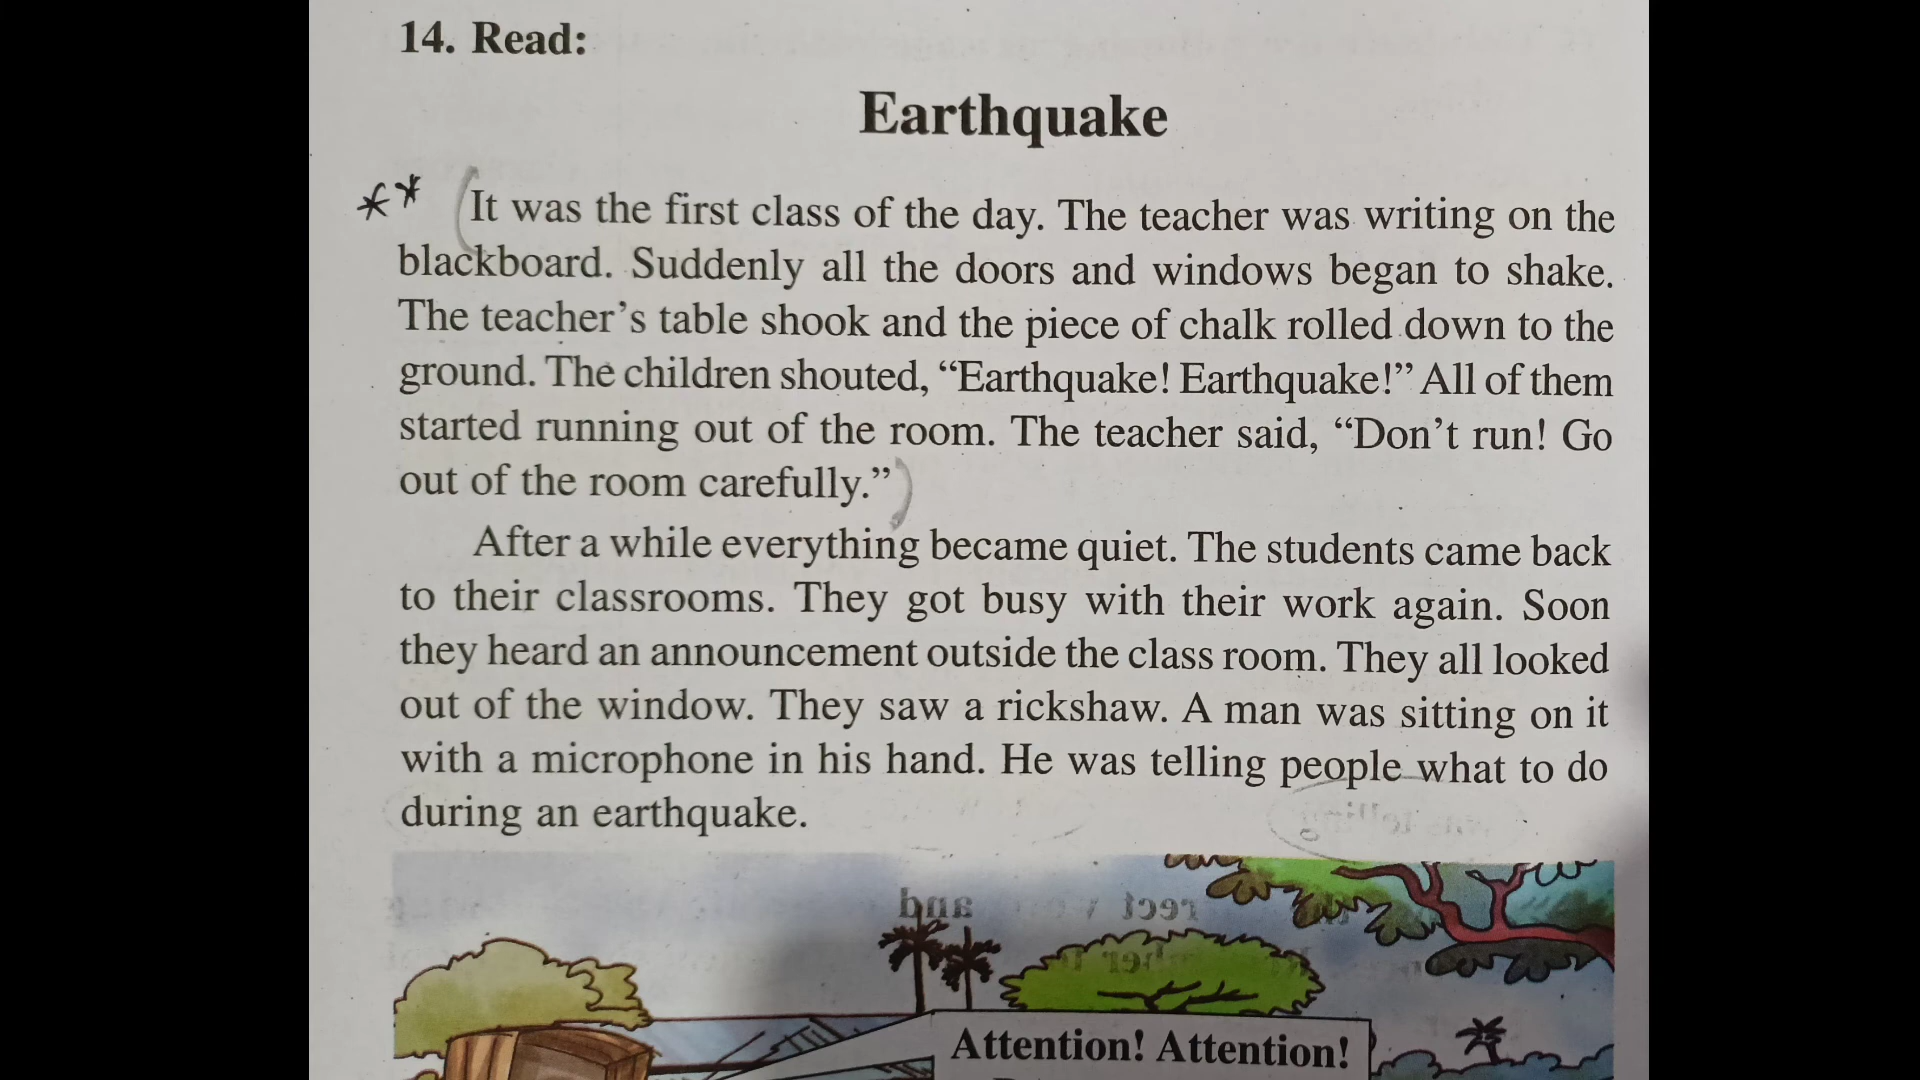 14. Read:
Earthquake
** It was the first class of the day. The teacher was writing on the
blackboard. Suddenly all the doors and windows began to shake.
The teacher’s table shook and the piece of chalk rolled down to the
ground. The children shouted, “Earthquake! Earthquake!” All of them
started running out of the room. The teacher said, “Don’t run! Go
out of the room carefully.”
After a while everything became quiet. The students came back
to their classrooms. They got busy with their work again. Soon
they heard an announcement outside the class room. They all looked
out of the window. They saw a rickshaw. A man was sitting on it
with a microphone in his hand. He was telling people what to do
during an earthquake.
Attention! Attention!